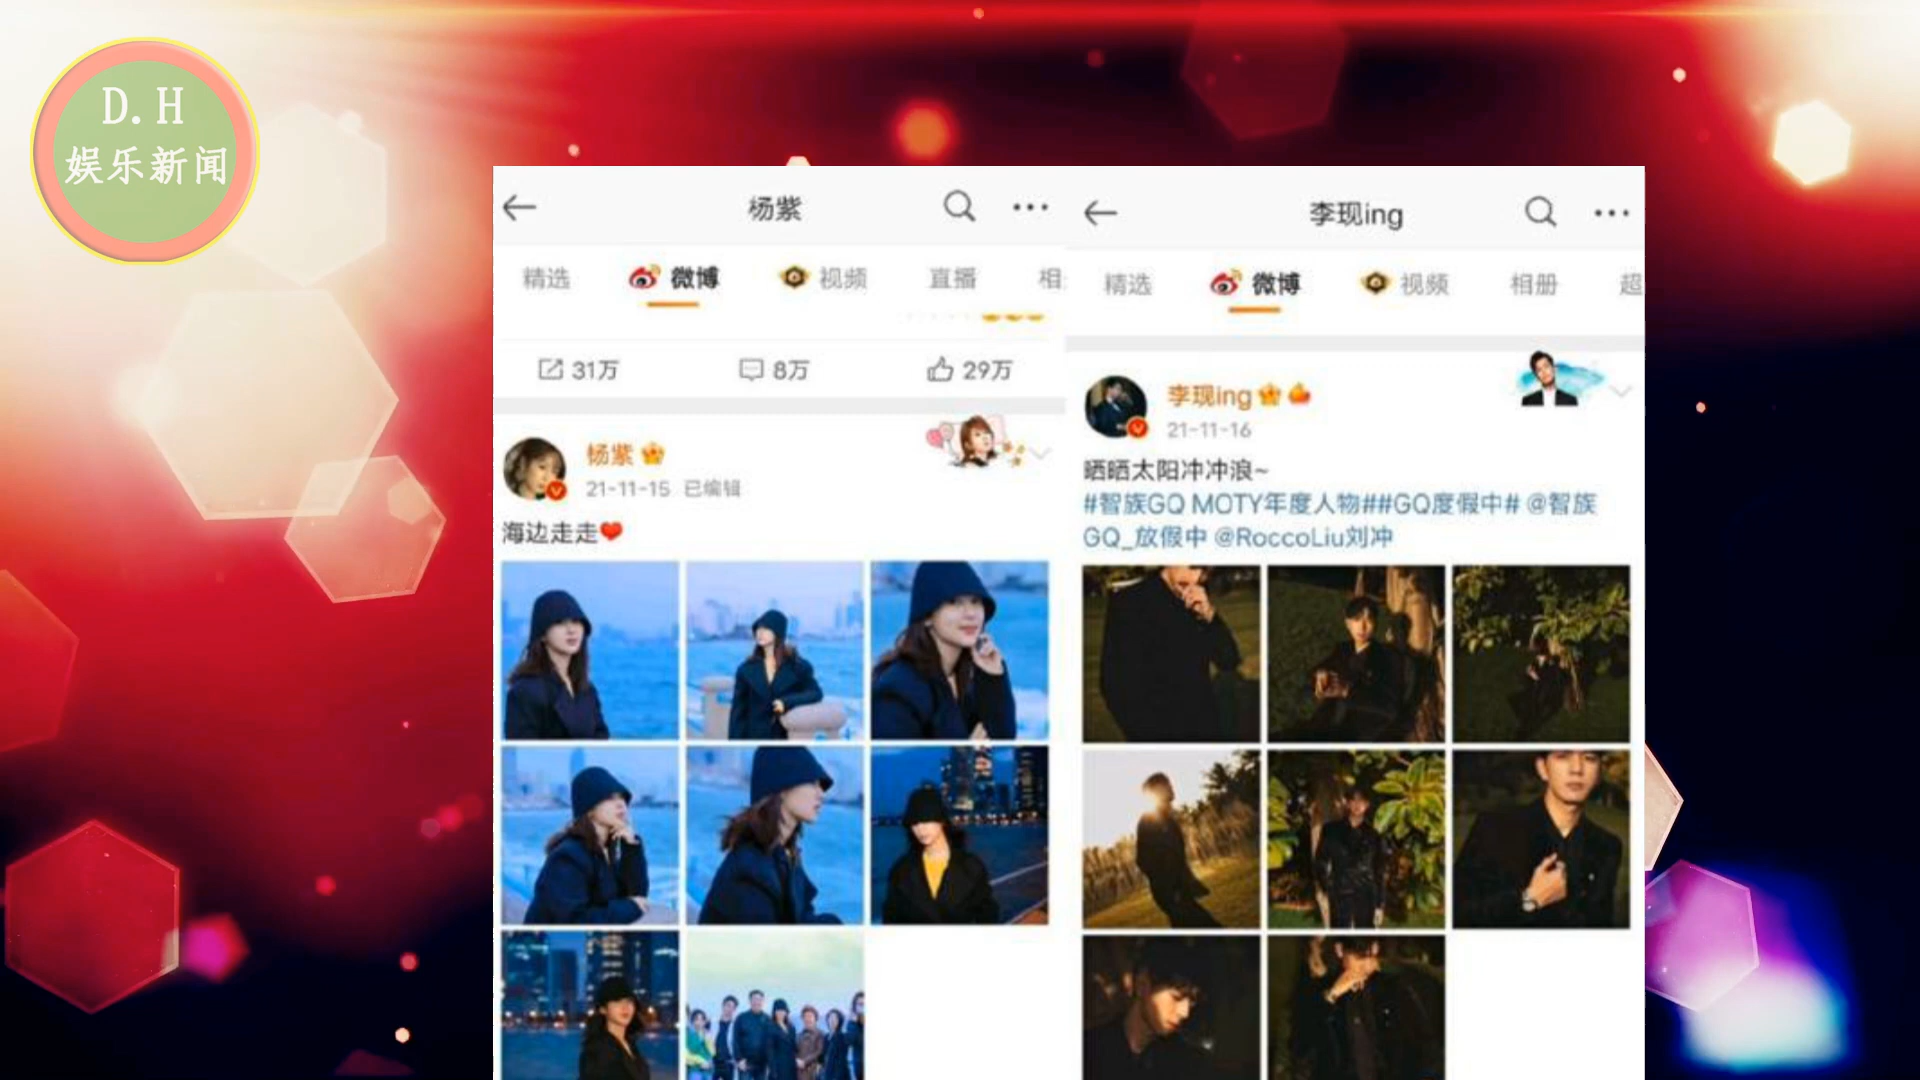 D.H
娱乐新闻
杨紫
精选 微博 视频 直播 相
31万 8万 29万
杨紫
21-11-15 已编辑
海边走走
李现ing
精选 微博 视频 相册 超
李现ing
21-11-16
晒晒太阳冲冲浪~
#智族GQ MOTY年度人物##GQ度假中# @智族
GQ_放假中 @RoccoLiu刘冲